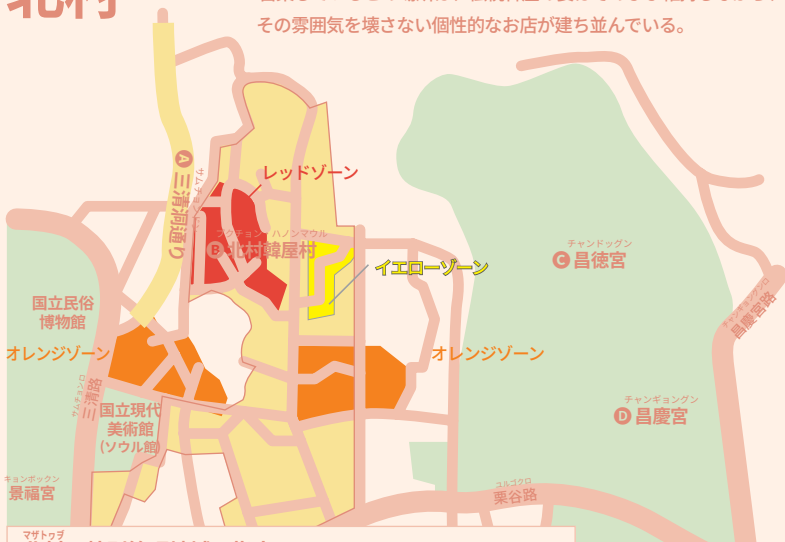 北村
その雰囲気を壊さない個性的なお店が建ち並んでいる。
A 三清洞通り
サムチョンドン
レッドゾーン
プクチョン・ハノンマウル
B 北村韓屋村
イエローゾーン
チャンドックン
C 昌徳宮
国立民俗
博物館
チャンギョングンロ
昌慶宮路
オレンジゾーン
オレンジゾーン
サムチョンロ
三清路
国立現代
美術館
(ソウル館)
チャンギョングン
D 昌慶宮
キョンボックン
景福宮
ユルゴクロ
栗谷路
マザトゥヲ